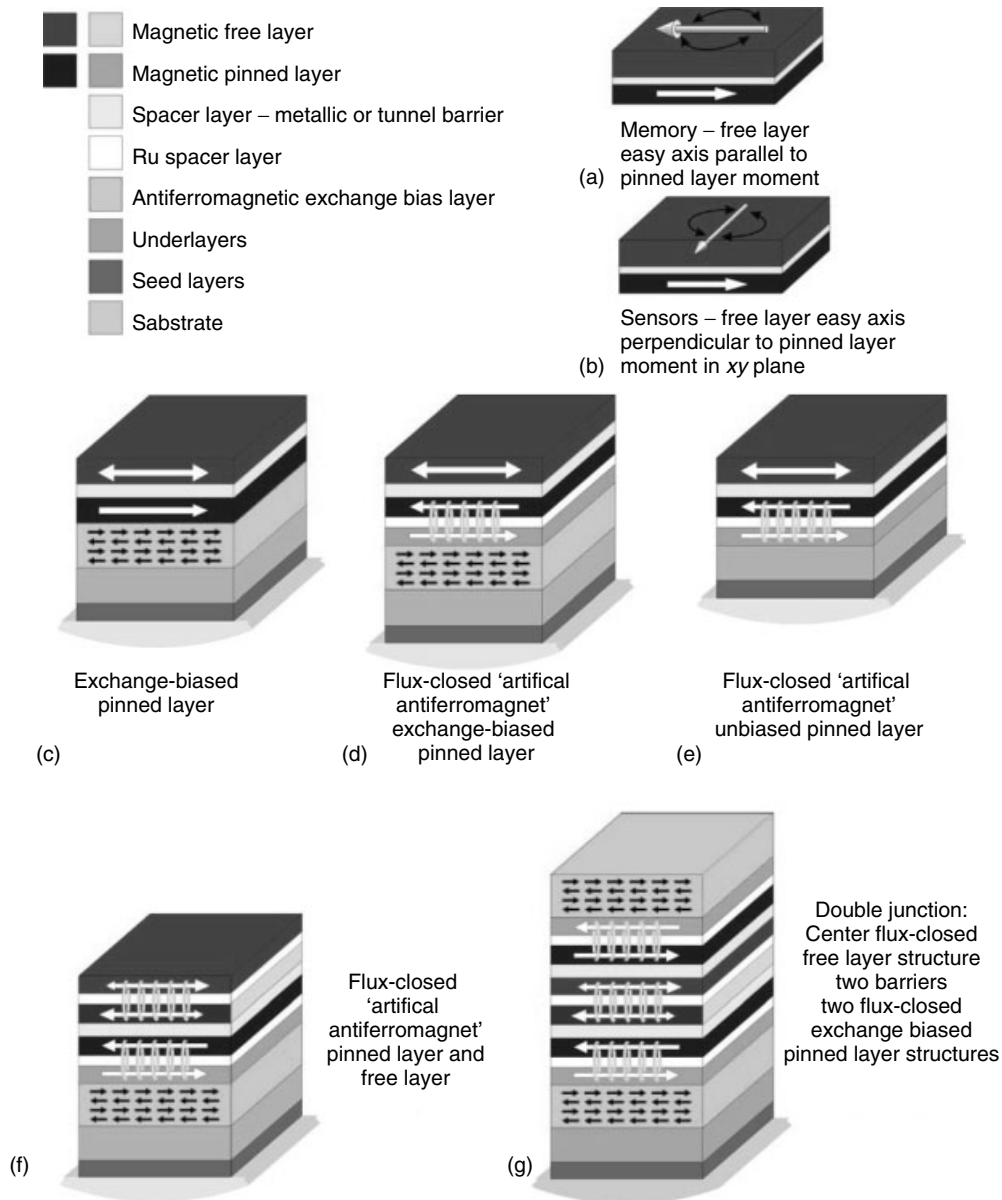 Magnetic free layer
Magnetic pinned layer
Spacer layer – metallic or tunnel barrier
Ru spacer layer
Antiferromagnetic exchange bias layer
Underlayers
Seed layers
Sabstrate
Memory – free layer
easy axis parallel to
(a) pinned layer moment
Sensors – free layer easy axis
perpendicular to pinned layer
(b) moment in xy plane
Exchange-biased
pinned layer
(c)
Flux-closed ‘artifical
antiferromagnet’
exchange-biased
pinned layer
(d)
Flux-closed ‘artifical
antiferromagnet’
unbiased pinned layer
(e)
Flux-closed
‘artifical
antiferromagnet’
pinned layer and
free layer
(f)
Double junction:
Center flux-closed
free layer structure
two barriers
two flux-closed
exchange biased
pinned layer structures
(g)